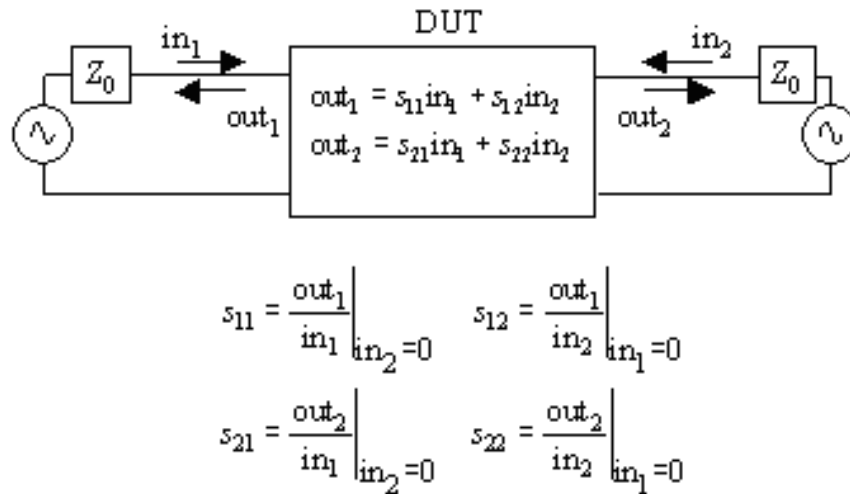 DUT
in₁
in₂
Z₀
Z₀
out₁
out₂
out₁ = s₁₁in₁ + s₁₂in₂
out₂ = s₂₁in₁ + s₂₂in₂
s₁₁ = out₁/in₁ |in₂=0
s₁₂ = out₁/in₂ |in₁=0
s₂₁ = out₂/in₁ |in₂=0
s₂₂ = out₂/in₂ |in₁=0